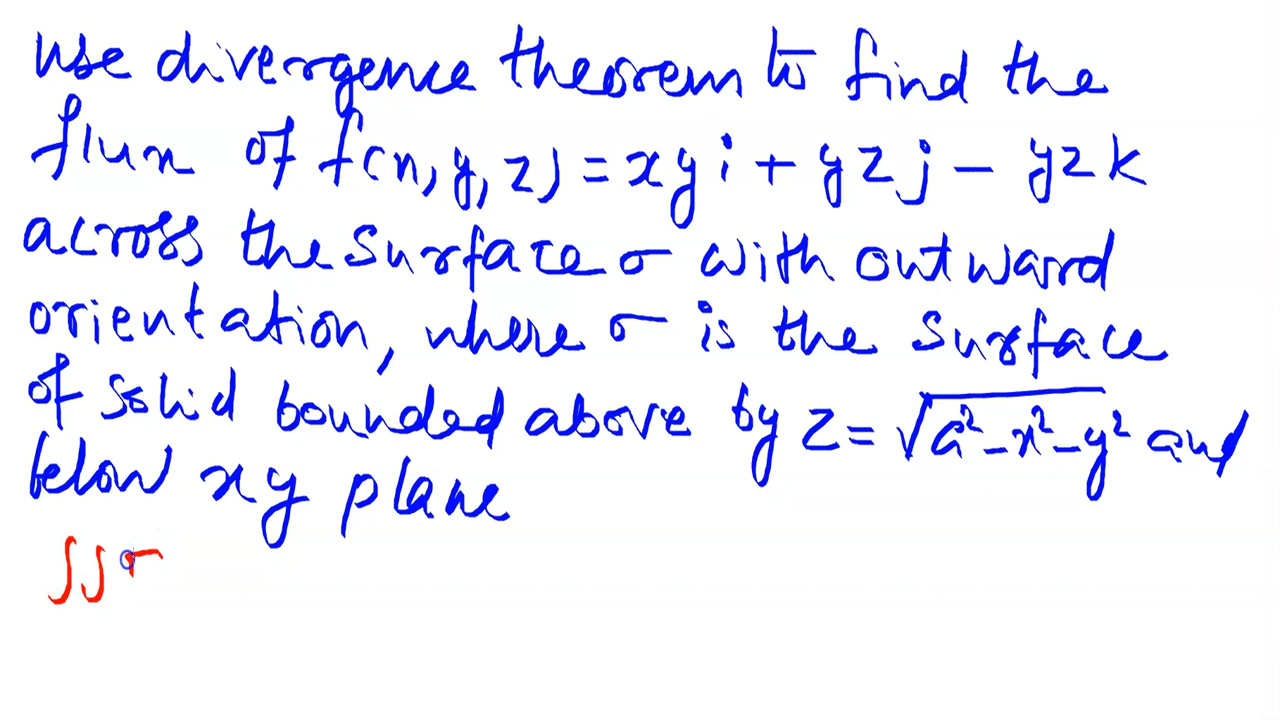 use divergence theorem to find the
flux of f(x,y,z) = xy i + yz j - yz k
across the surface σ with outward
orientation, where σ is the surface
of solid bounded above by z = √a²-x²-y² and
below xy plane
∫∫σ